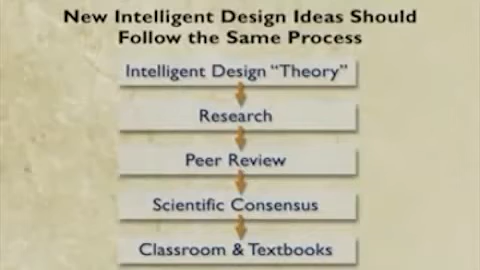 New Intelligent Design Ideas Should
Follow the Same Process
Intelligent Design “Theory”
Research
Peer Review
Scientific Consensus
Classroom & Textbooks